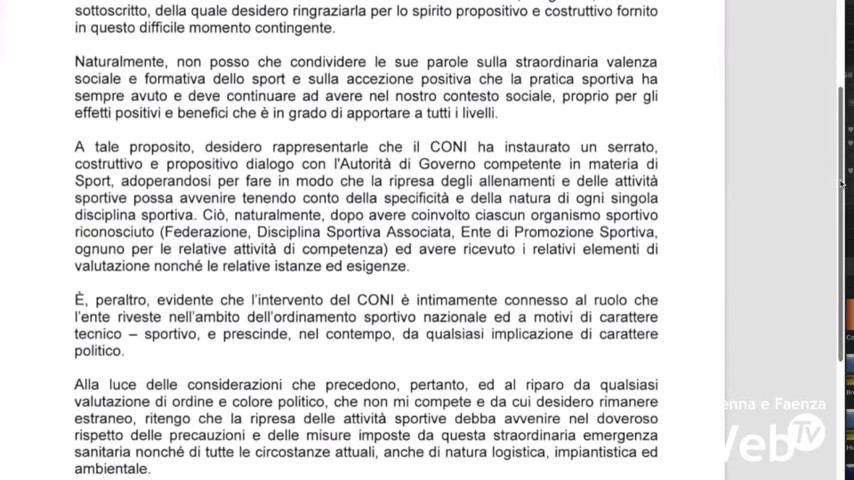 sottoscritto, della quale desidero ringraziarla per lo spirito propositivo e costruttivo fornito
in questo difficile momento contingente.
Naturalmente, non posso che condividere le sue parole sulla straordinaria valenza
sociale e formativa dello sport e sulla accezione positiva che la pratica sportiva ha
sempre avuto e deve continuare ad avere nel nostro contesto sociale, proprio per gli
effetti positivi e benefici che è in grado di apportare a tutti i livelli.
A tale proposito, desidero rappresentarle che il CONI ha instaurato un serrato,
costruttivo e propositivo dialogo con l'Autorità di Governo competente in materia di
Sport, adoperandosi per fare in modo che la ripresa degli allenamenti e delle attività
sportive possa avvenire tenendo conto della specificità e della natura di ogni singola
disciplina sportiva. Ciò, naturalmente, dopo avere coinvolto ciascun organismo sportivo
riconosciuto (Federazione, Disciplina Sportiva Associata, Ente di Promozione Sportiva,
ognuno per le relative attività di competenza) ed avere ricevuto i relativi elementi di
valutazione nonché le relative istanze ed esigenze.
È, peraltro, evidente che l'intervento del CONI è intimamente connesso al ruolo che
l'ente riveste nell'ambito dell'ordinamento sportivo nazionale ed a motivi di carattere
tecnico – sportivo, e prescinde, nel contempo, da qualsiasi implicazione di carattere
politico.
Alla luce delle considerazioni che precedono, pertanto, ed al riparo da qualsiasi
valutazione di ordine e colore politico, che non mi compete e da cui desidero rimanere
estraneo, ritengo che la ripresa delle attività sportive debba avvenire nel doveroso
rispetto delle precauzioni e delle misure imposte da questa straordinaria emergenza
sanitaria nonché di tutte le circostanze attuali, anche di natura logistica, impiantistica ed
ambientale.
enna e Faenza
Web TV